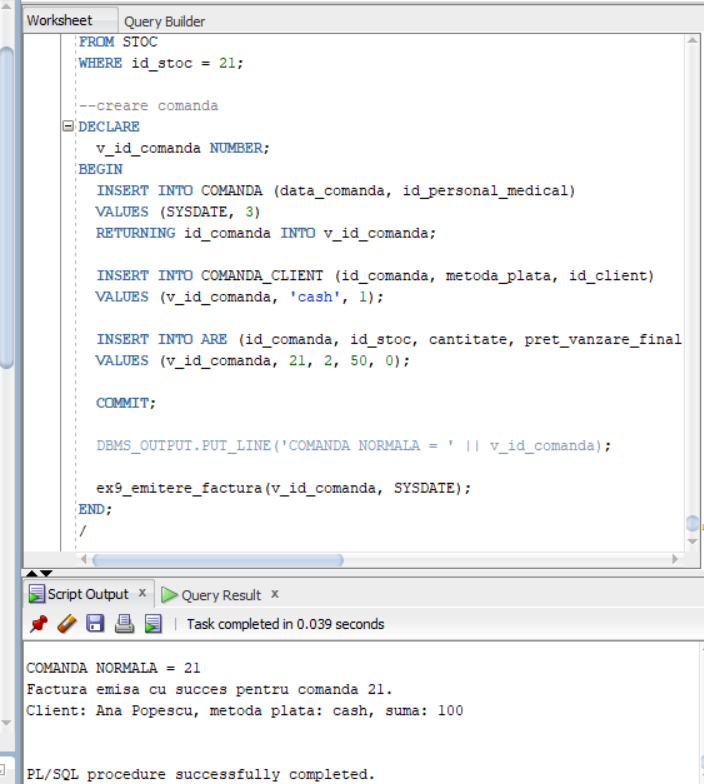 Worksheet Query Builder
FROM STOC
WHERE id_stoc = 21;
--creare comanda
DECLARE
v_id_comanda NUMBER;
BEGIN
INSERT INTO COMANDA (data_comanda, id_personal_medical)
VALUES (SYSDATE, 3)
RETURNING id_comanda INTO v_id_comanda;
INSERT INTO COMANDA_CLIENT (id_comanda, metoda_plata, id_client)
VALUES (v_id_comanda, 'cash', 1);
INSERT INTO ARE (id_comanda, id_stoc, cantitate, pret_vanzare_final
VALUES (v_id_comanda, 21, 2, 50, 0);
COMMIT;
DBMS_OUTPUT.PUT_LINE('COMANDA NORMALA = ' || v_id_comanda);
ex9_emitere_factura(v_id_comanda, SYSDATE);
END;
/
Script Output x Query Result x
Task completed in 0.039 seconds
COMANDA NORMALA = 21
Factura emisa cu succes pentru comanda 21.
Client: Ana Popescu, metoda plata: cash, suma: 100
PL/SQL procedure successfully completed.